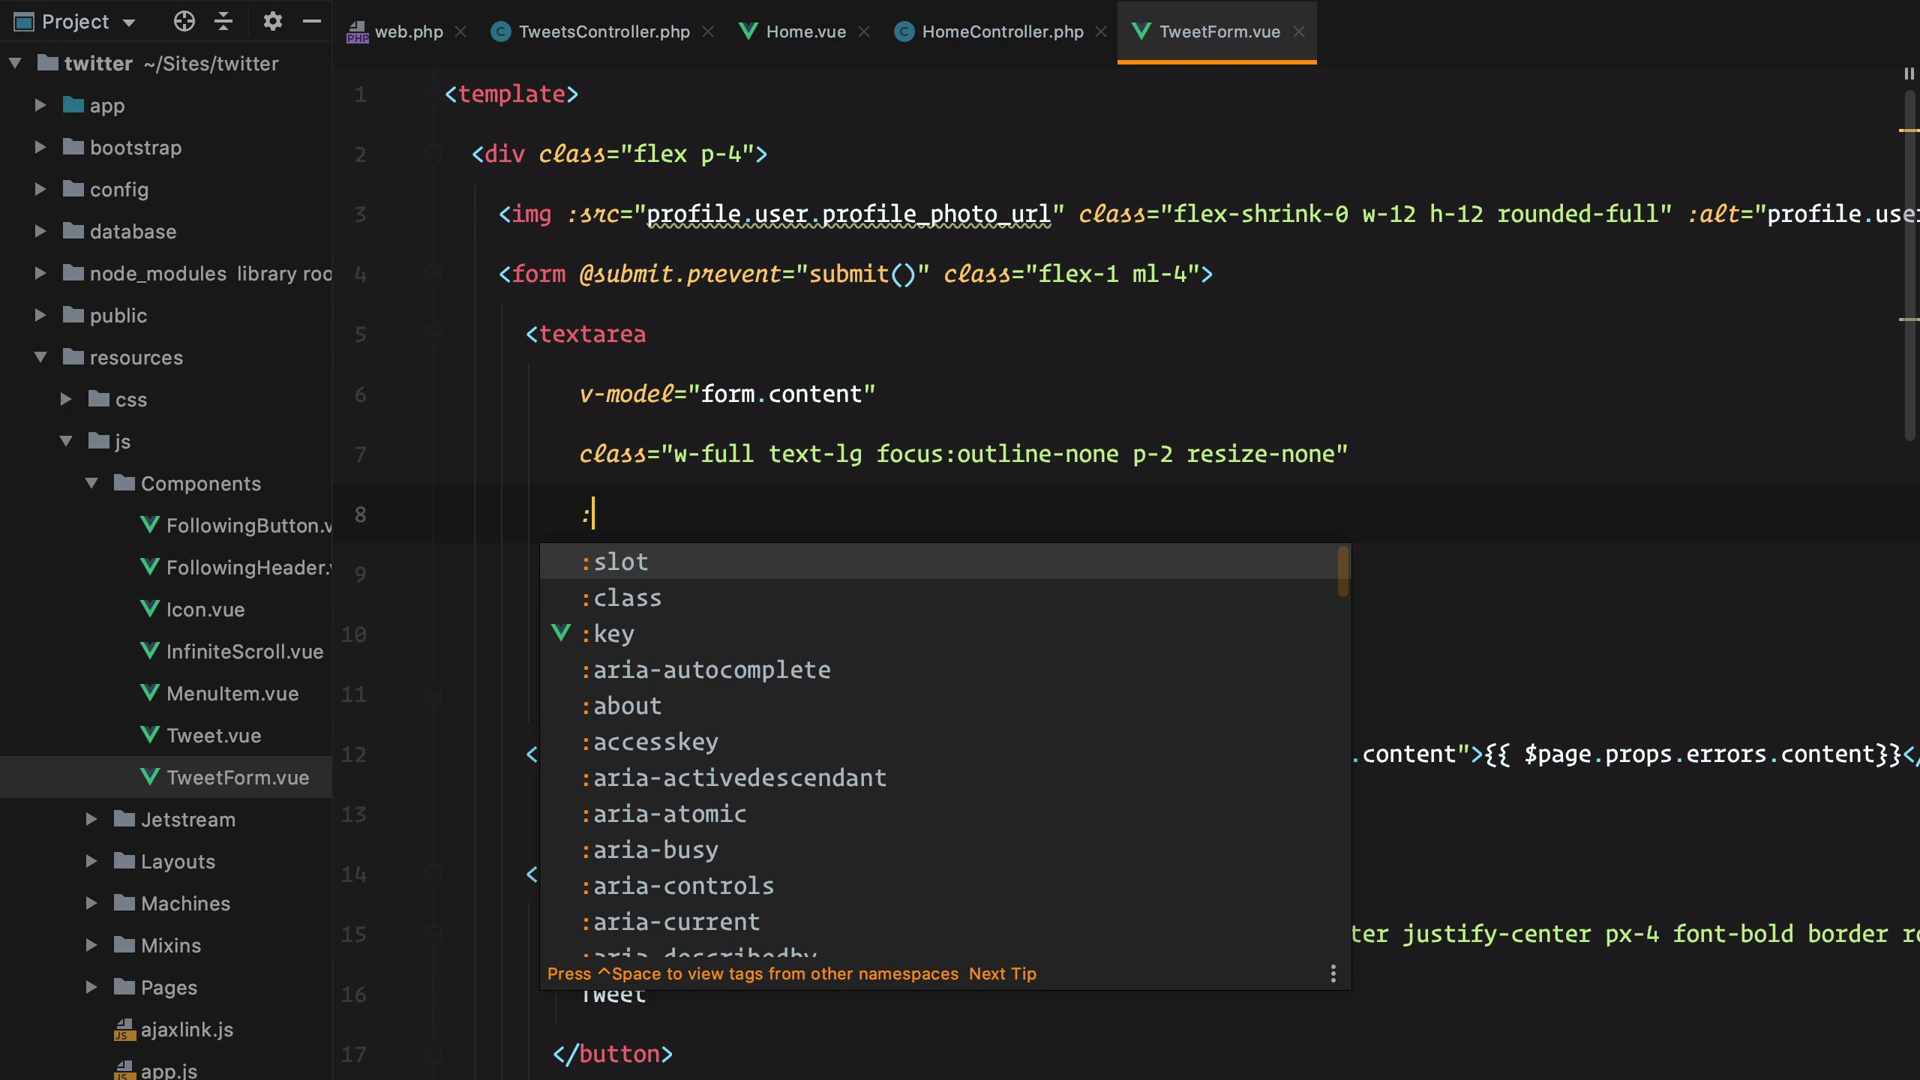 Project
web.php
TweetsController.php
Home.vue
HomeController.php
TweetForm.vue
twitter ~/Sites/twitter
app
bootstrap
config
database
node_modules library roo
public
resources
css
js
Components
FollowingButton.v
FollowingHeader.
Icon.vue
InfiniteScroll.vue
MenuItem.vue
Tweet.vue
TweetForm.vue
Jetstream
Layouts
Machines
Mixins
Pages
ajaxlink.js
app.js
1 <template>
2 <div class="flex p-4">
3 <img :src="profile.user.profile_photo_url" class="flex-shrink-0 w-12 h-12 rounded-full" :alt="profile.use
4 <form @submit.prevent="submit()" class="flex-1 ml-4">
5 <textarea
6 v-model="form.content"
7 class="w-full text-lg focus:outline-none p-2 resize-none"
8 :
9
10
11
12 < .content">{{ $page.props.errors.content}}</
13
14 <
15 ter justify-center px-4 font-bold border ro
16 Tweet
17 </button>
:slot
:class
:key
:aria-autocomplete
:about
:accesskey
:aria-activedescendant
:aria-atomic
:aria-busy
:aria-controls
:aria-current
:aria-describedby
Press ^Space to view tags from other namespaces Next Tip